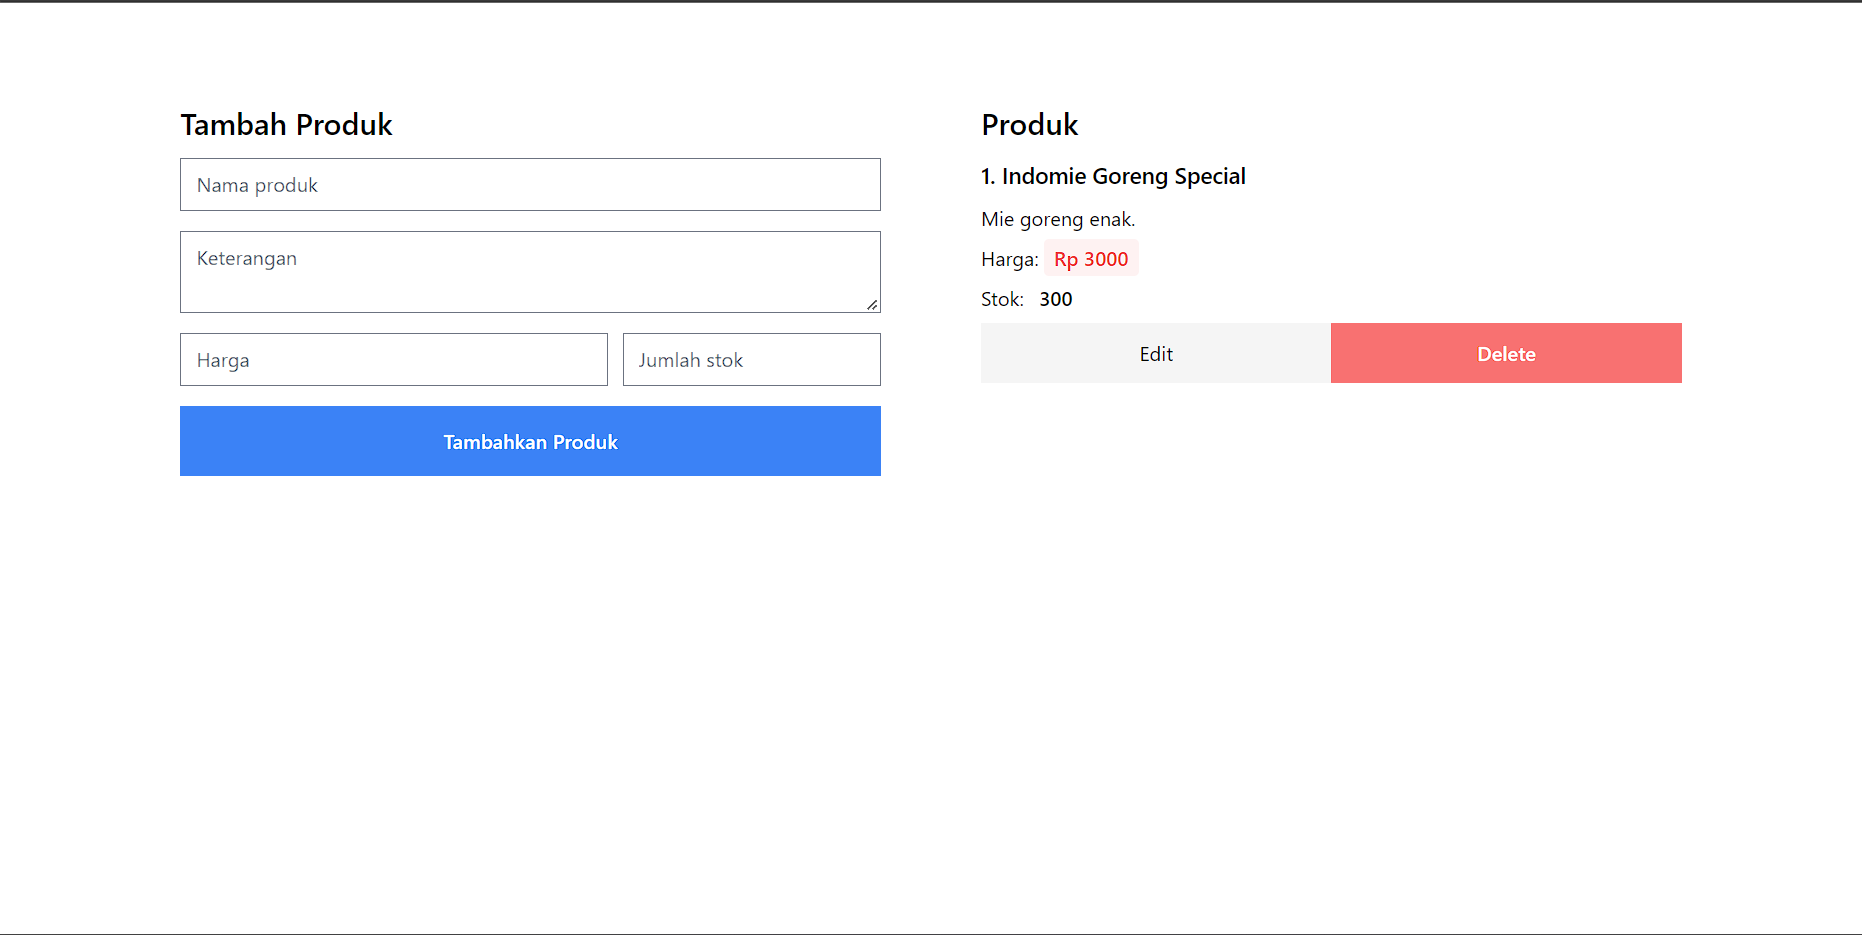 Tambah Produk
Nama produk
Keterangan
Harga
Jumlah stok
Tambahkan Produk
Produk
1. Indomie Goreng Special
Mie goreng enak.
Harga: Rp 3000
Stok: 300
Edit
Delete